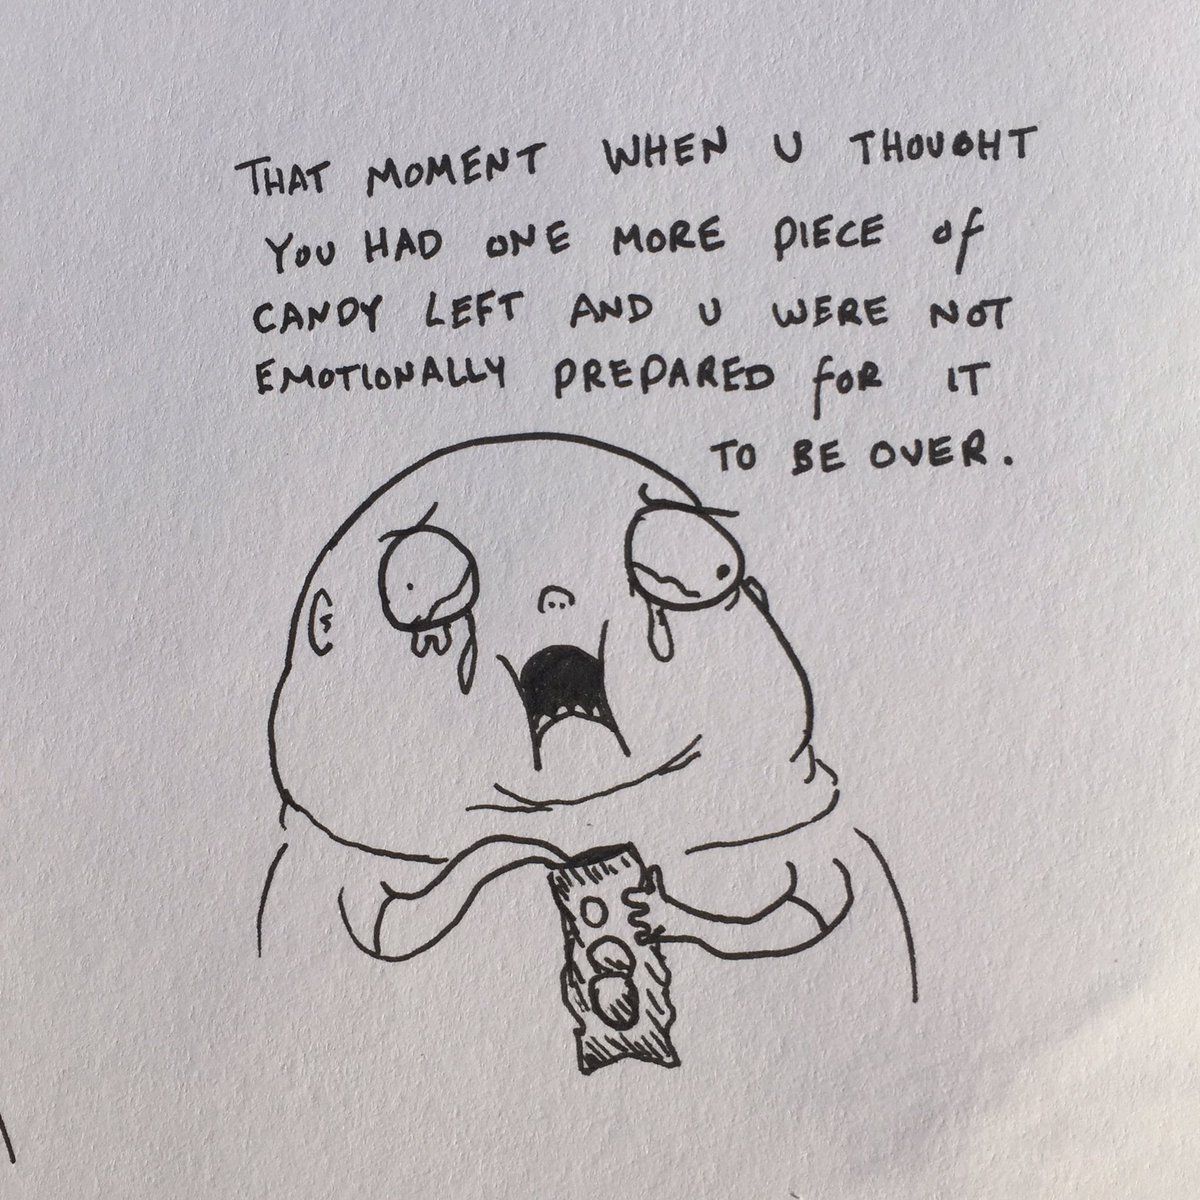 THAT MOMENT WHEN U THOUGHT
YOU HAD ONE MORE PIECE of
CANDY LEFT AND U WERE NOT
EMOTIONALLY PREPARED foR IT
TO BE OVER.